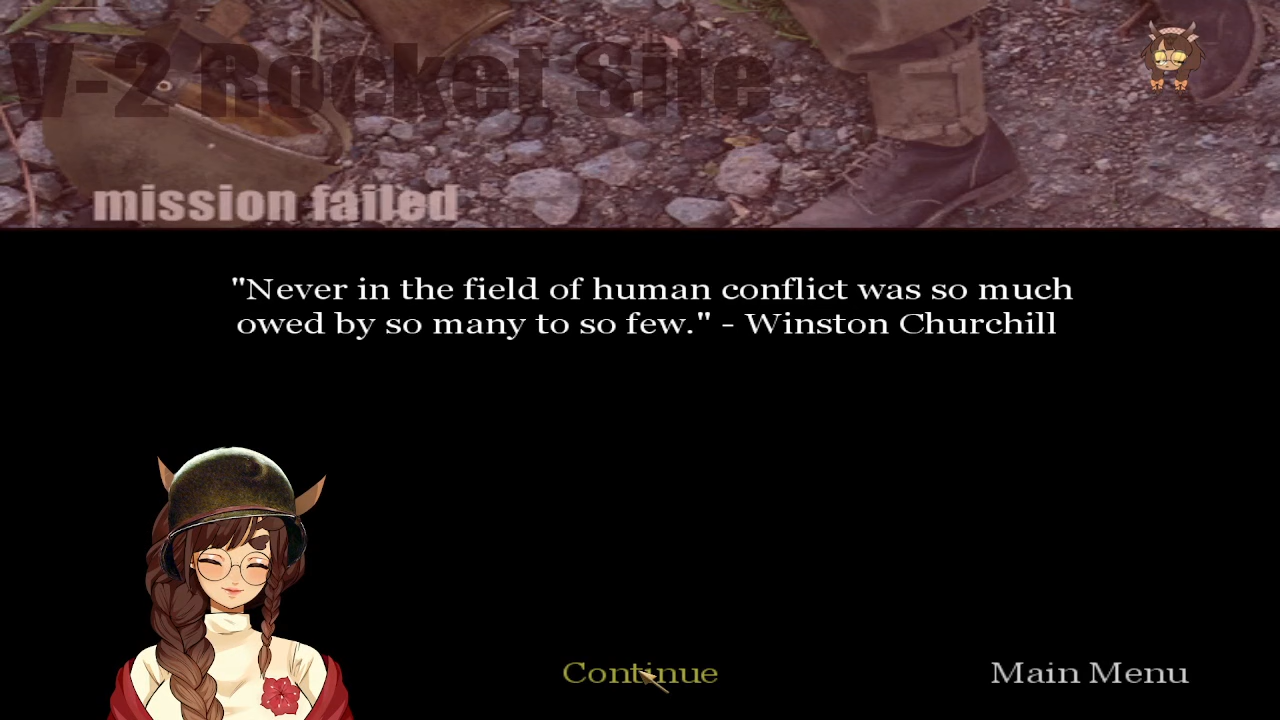 V-2 Rocket Site
mission failed
"Never in the field of human conflict was so much
owed by so many to so few." - Winston Churchill
Continue
Main Menu